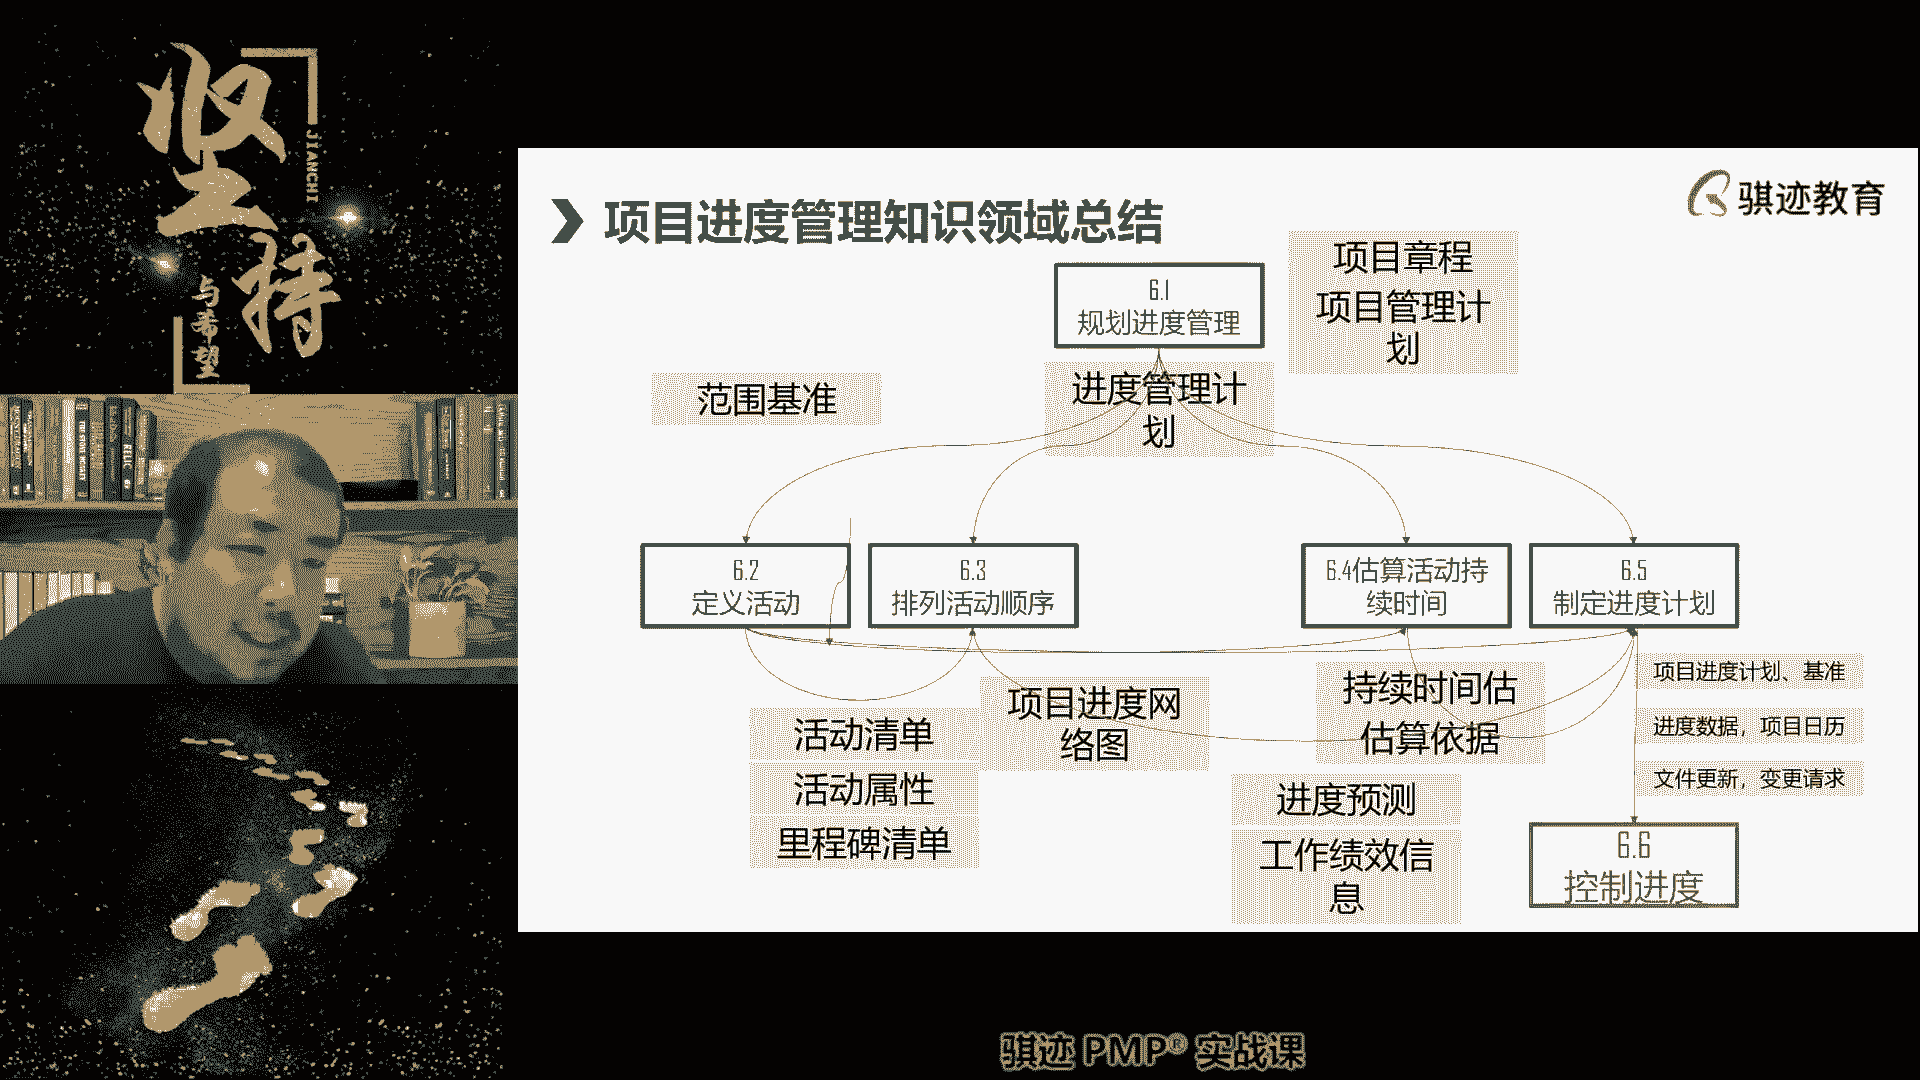 坚
持
JIANCHI
与希望
骐迹教育
项目进度管理知识领域总结
6.1
规划进度管理
项目章程
项目管理计
划
范围基准
进度管理计
划
6.2
定义活动
6.3
排列活动顺序
6.4估算活动持
续时间
6.5
制定进度计划
活动清单
活动属性
里程碑清单
项目进度网
络图
持续时间估
估算依据
进度预测
工作绩效信
息
项目进度计划、基准
进度数据，项目日历
文件更新，变更请求
6.6
控制进度
骐迹 PMP® 实战课